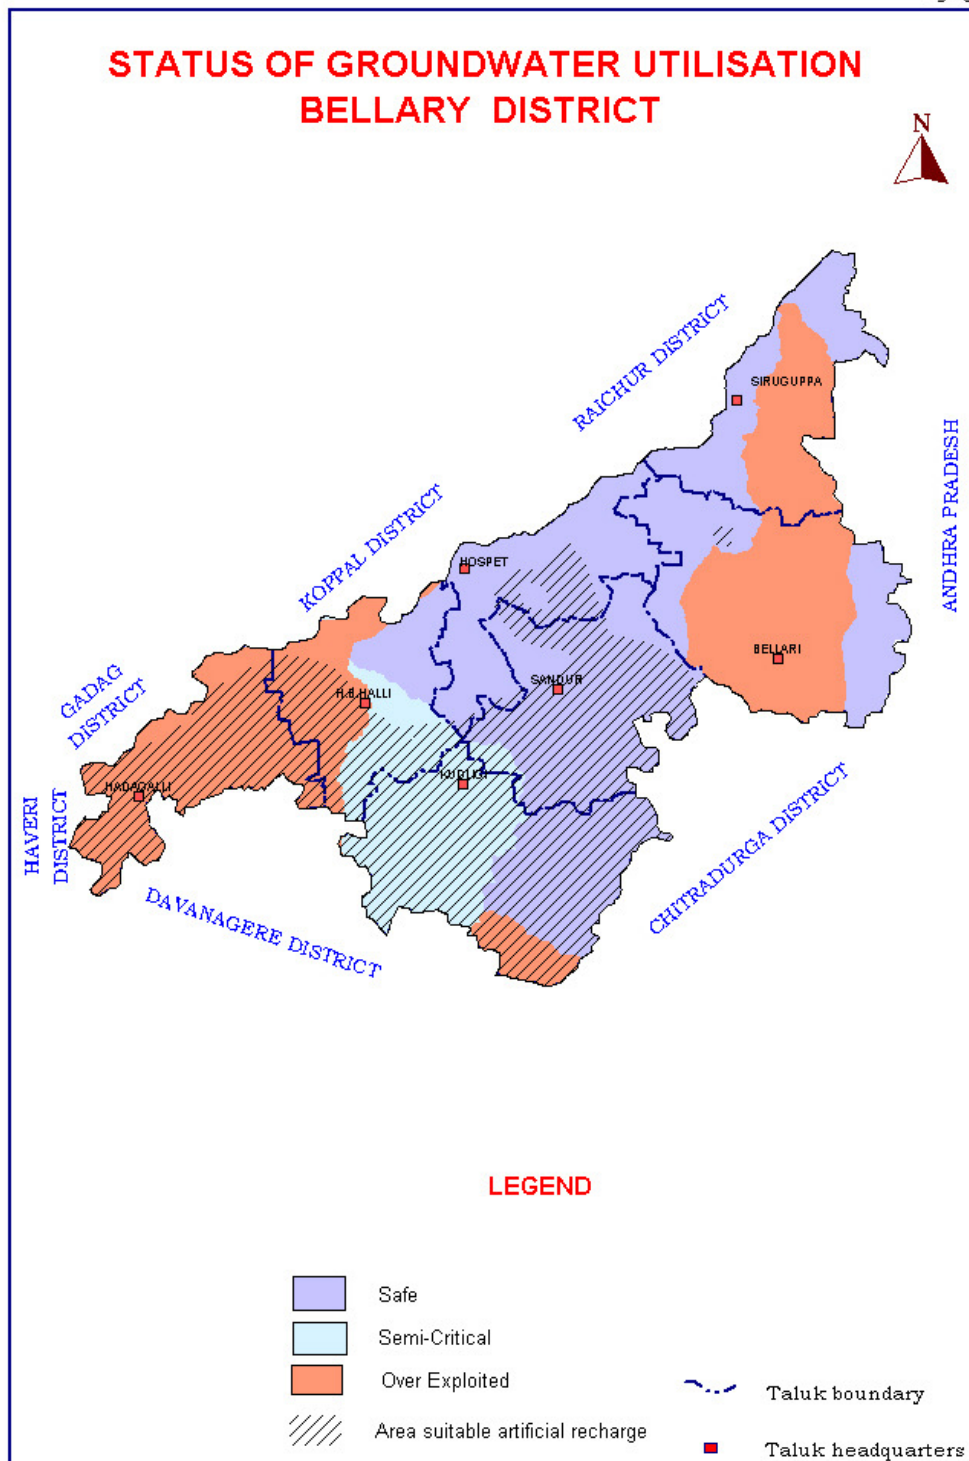 STATUS OF GROUNDWATER UTILISATION
BELLARY DISTRICT
N
RAICHUR DISTRICT
SIRUGUPPA
ANDHRA PRADESH
KOPPAL DISTRICT
HOSPET
BELLARI
GADAG
DISTRICT
SANDUR
H.B.HALLI
KUDLIGI
HADAGALLI
HAVERI
DISTRICT
CHITRADURGA DISTRICT
DAVANAGERE DISTRICT
LEGEND
Safe
Semi-Critical
Over Exploited
Area suitable artificial recharge
Taluk boundary
Taluk headquarters